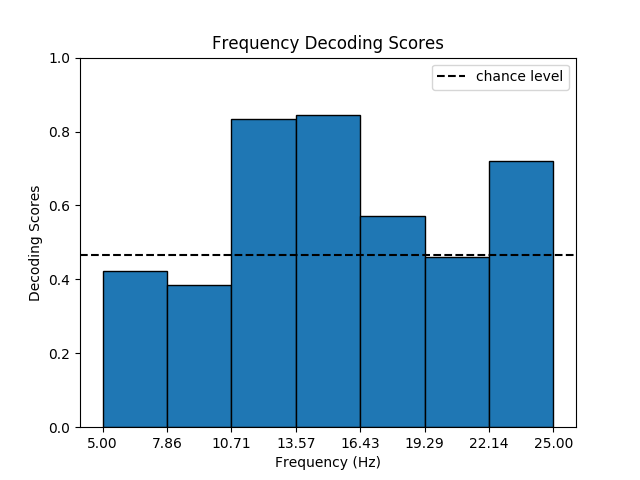 Frequency Decoding Scores
chance level
1.0
0.8
0.6
0.4
0.2
0.0
Decoding Scores
5.00 7.86 10.71 13.57 16.43 19.29 22.14 25.00
Frequency (Hz)